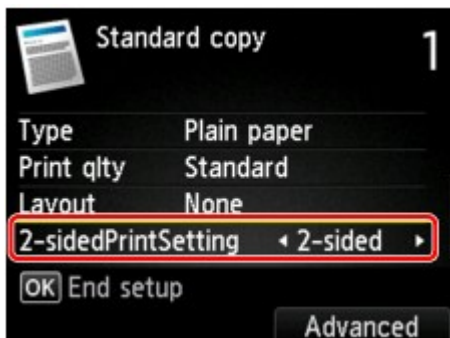 Standard copy 1
Type Plain paper
Print qlty Standard
Layout None
2-sidedPrintSetting 2-sided
OK End setup
Advanced